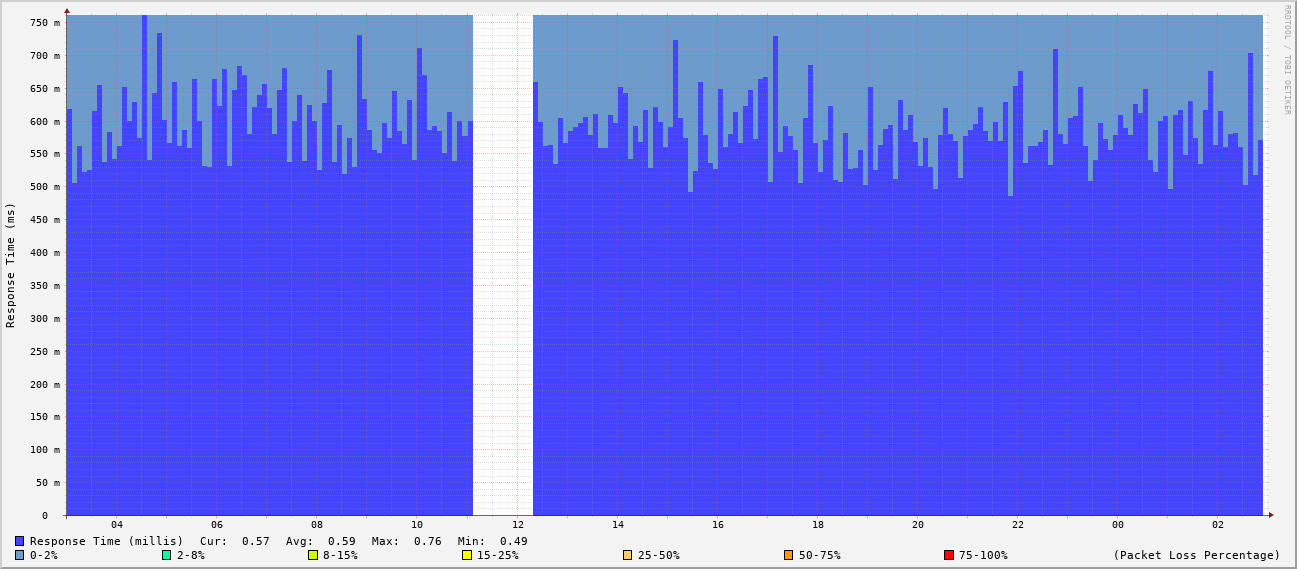 RRDTOOL / TOBI OETIKER
Response Time (ms)
750 m
700 m
650 m
600 m
550 m
500 m
450 m
400 m
350 m
300 m
250 m
200 m
150 m
100 m
50 m
0
04 06 08 10 12 14 16 18 20 22 00 02
Response Time (millis) Cur: 0.57 Avg: 0.59 Max: 0.76 Min: 0.49
0-2% 2-8% 8-15% 15-25% 25-50% 50-75% 75-100% (Packet Loss Percentage)